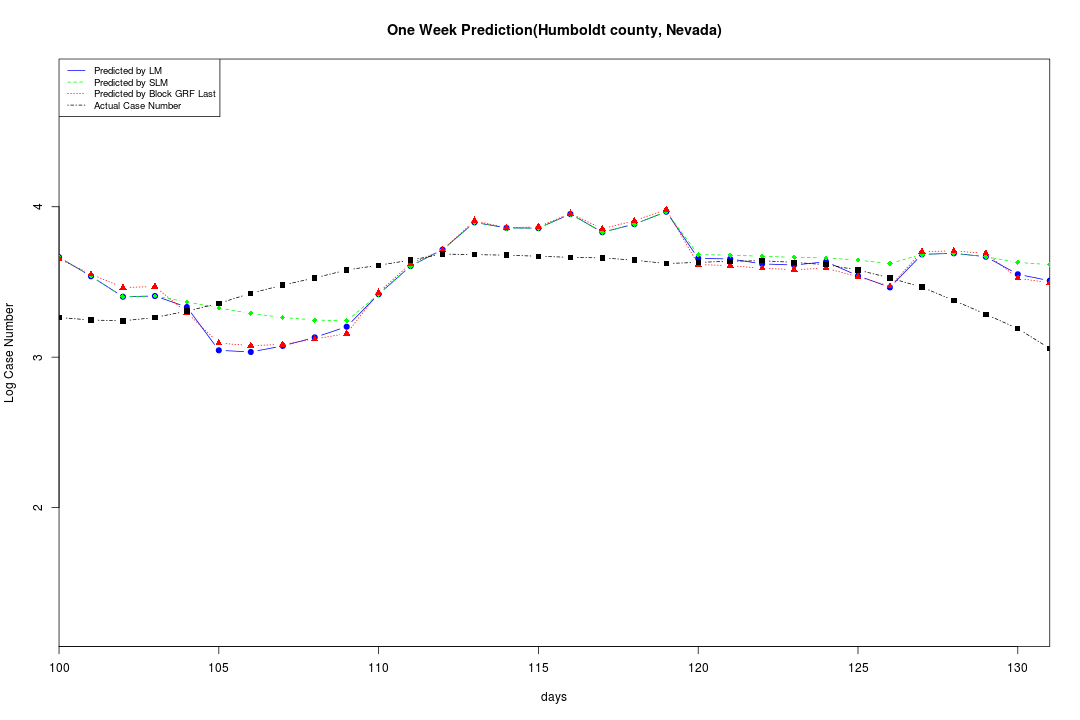 One Week Prediction(Humboldt county, Nevada)
Predicted by LM
Predicted by SLM
Predicted by Block GRF Last
Actual Case Number
Log Case Number
4
3
2
100 105 110 115 120 125 130
days